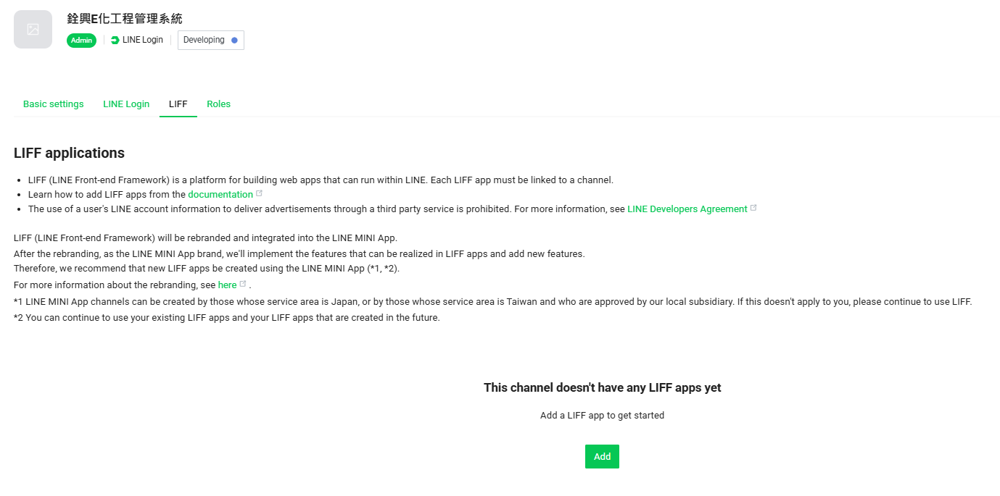 銓興E化工程管理系統
Admin LINE Login Developing
Basic settings LINE Login LIFF Roles
LIFF applications
• LIFF (LINE Front-end Framework) is a platform for building web apps that can run within LINE. Each LIFF app must be linked to a channel.
• Learn how to add LIFF apps from the documentation
• The use of a user's LINE account information to deliver advertisements through a third party service is prohibited. For more information, see LINE Developers Agreement
LIFF (LINE Front-end Framework) will be rebranded and integrated into the LINE MINI App.
After the rebranding, as the LINE MINI App brand, we'll implement the features that can be realized in LIFF apps and add new features.
Therefore, we recommend that new LIFF apps be created using the LINE MINI App (*1, *2).
For more information about the rebranding, see here .
*1 LINE MINI App channels can be created by those whose service area is Japan, or by those whose service area is Taiwan and who are approved by our local subsidiary. If this doesn't apply to you, please continue to use LIFF.
*2 You can continue to use your existing LIFF apps and your LIFF apps that are created in the future.
This channel doesn't have any LIFF apps yet
Add a LIFF app to get started
Add